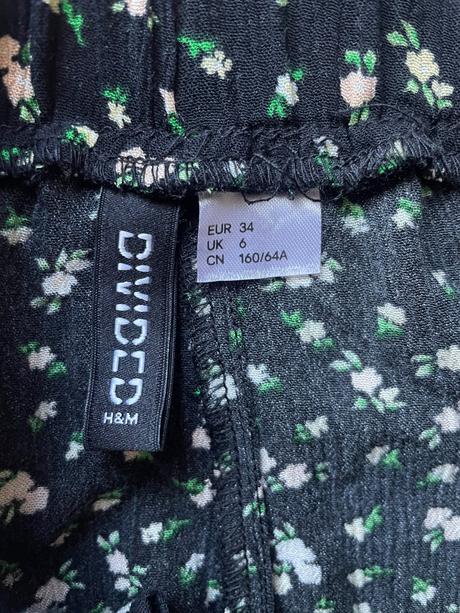 DIVIDED
H&M
EUR 34
UK 6
CN 160/64A